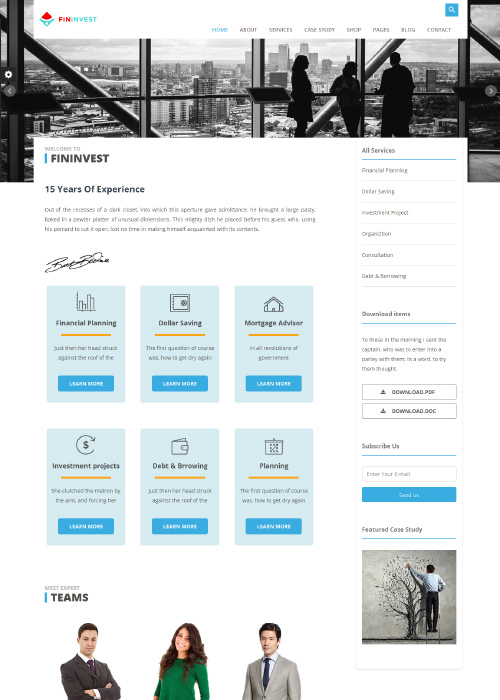 FININVEST
HOME ABOUT SERVICES CASE STUDY SHOP PAGES BLOG CONTACT
WELCOME TO
FININVEST
15 Years Of Experience
Out of the recesses of a dark closet, into which this aperture gave admittance, he brought a large pasty,
baked in a pewter platter of unusual dimensions. This mighty dish he placed before his guest, who, using
his poniard to cut it open, lost no time in making himself acquainted with its contents.
Financial Planning
Just then her head struck
against the roof of the
LEARN MORE
Dollar Saving
The first question of course
was, how to get dry again
LEARN MORE
Mortgage Advisor
in all revolutions of
government
LEARN MORE
Investment projects
She clutched the matron by
the arm, and forcing her
LEARN MORE
Debt & Brrowing
Just then her head struck
against the roof of the
LEARN MORE
Planning
The first question of course
was, how to get dry again
LEARN MORE
MEET EXPERT
TEAMS
All Services
Financial Planning
Dollar Saving
Investment Project
Organiztion
Consultation
Debt & Borrowing
Download items
To these in the morning I sent the
captain, who was to enter into a
parley with them: in a word, to try
them thought.
DOWNLOAD.PDF
DOWNLOAD.DOC
Subscribe Us
Enter Your E-mail
Send us
Featured Case Study